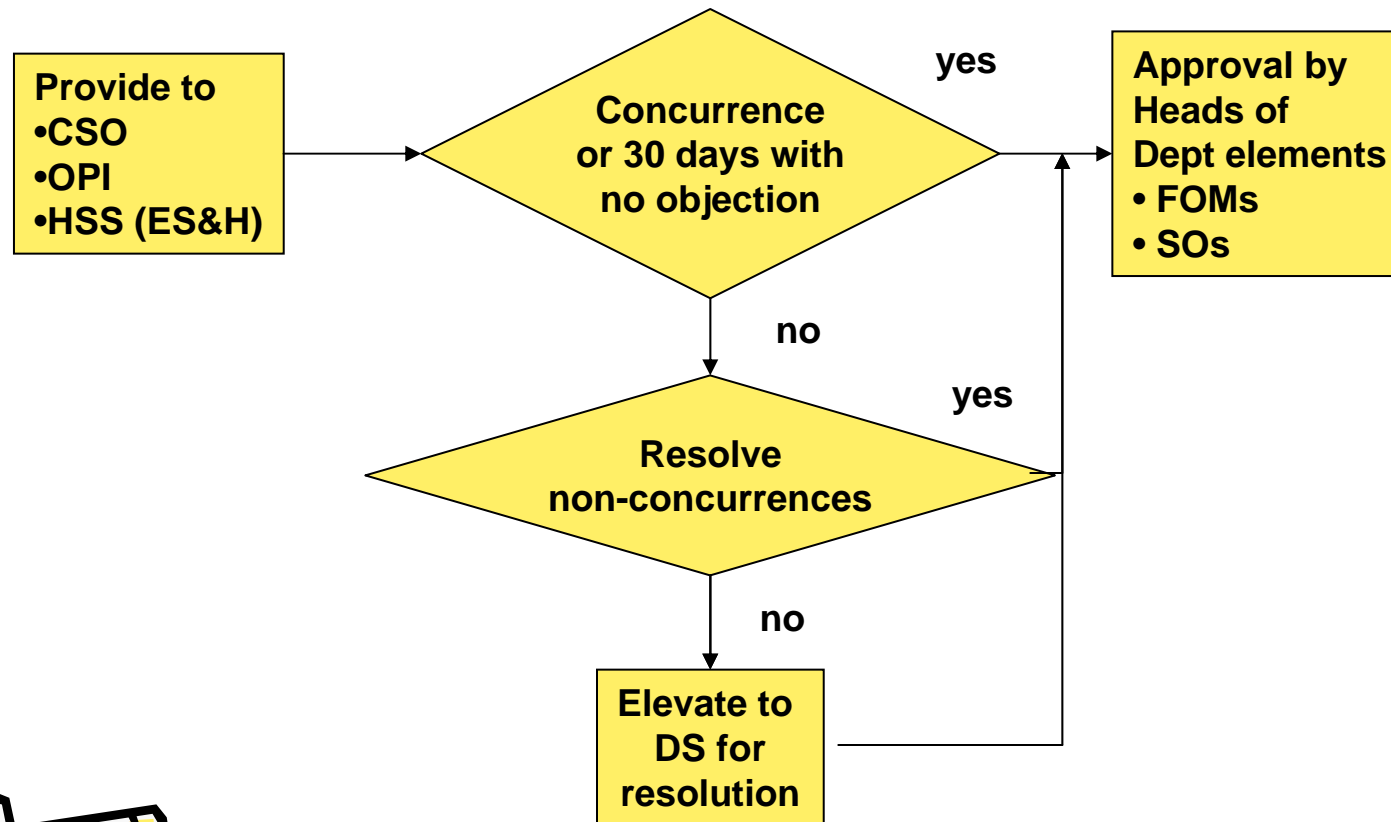 Provide to
•CSO
•OPI
•HSS (ES&H)
Concurrence
or 30 days with
no objection
yes
Approval by
Heads of
Dept elements
• FOMs
• SOs
no
Resolve
non-concurrences
yes
no
Elevate to
DS for
resolution